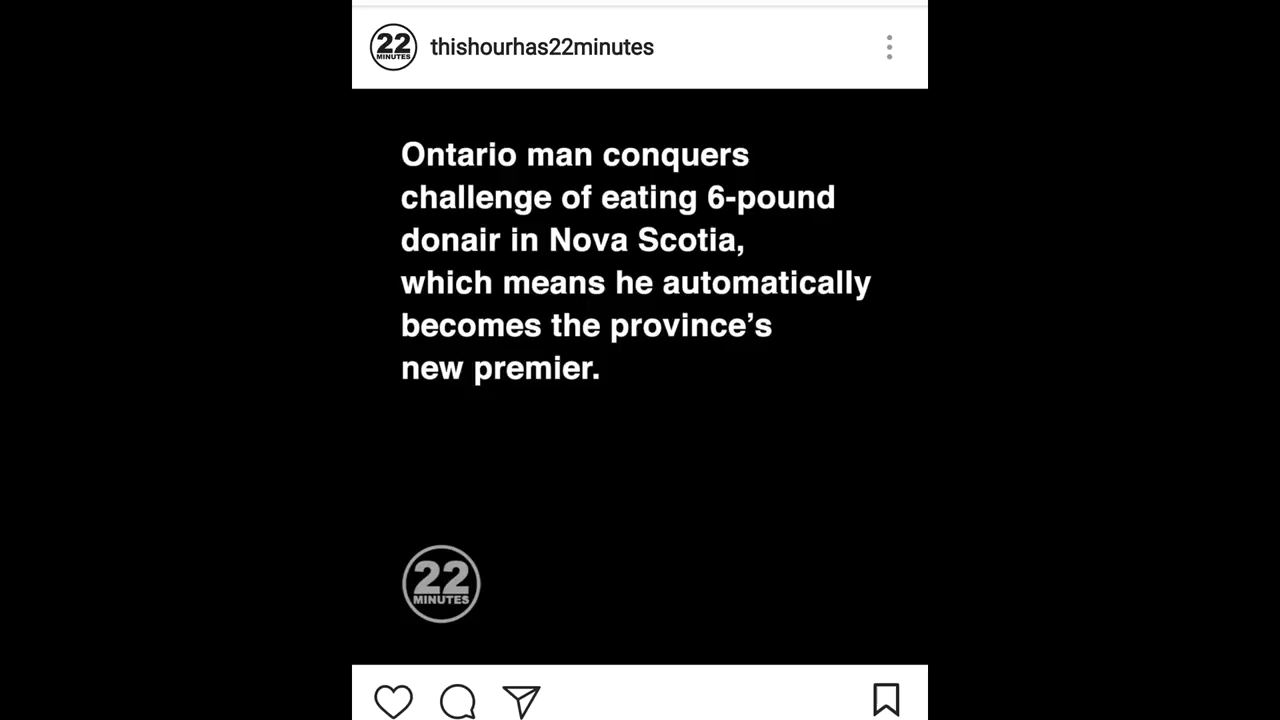 22
MINUTES
thishourhas22minutes
Ontario man conquers
challenge of eating 6-pound
donair in Nova Scotia,
which means he automatically
becomes the province’s
new premier.
22
MINUTES